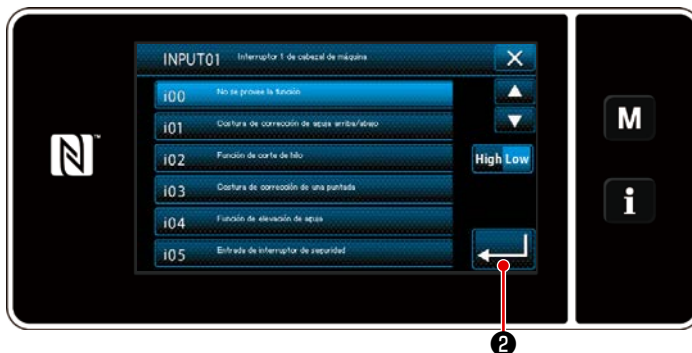 INPUT01 Interruptor 1 de cabezal de máquina
i00 No se provee la función
i01 Costura de corrección de aguja arriba/abajo
i02 Función de corte de hilo
High Low
i03 Costura de corrección de una puntada
i04 Función de elevación de agua
i05 Entrada de interruptor de seguridad
M
i
N
❷